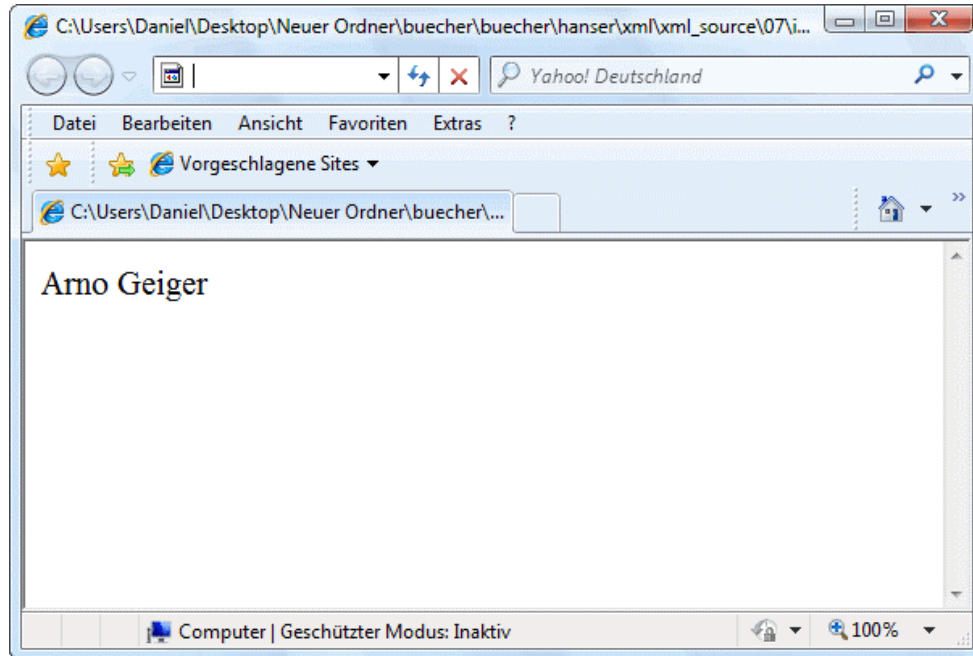 C:\Users\Daniel\Desktop\Neuer Ordner\buecher\buecher\hanser\xml\xml_source\07\i...
Yahoo! Deutschland
Datei Bearbeiten Ansicht Favoriten Extras ?
Vorgeschlagene Sites
C:\Users\Daniel\Desktop\Neuer Ordner\buecher\...
Arno Geiger
Computer | Geschützter Modus: Inaktiv 100%